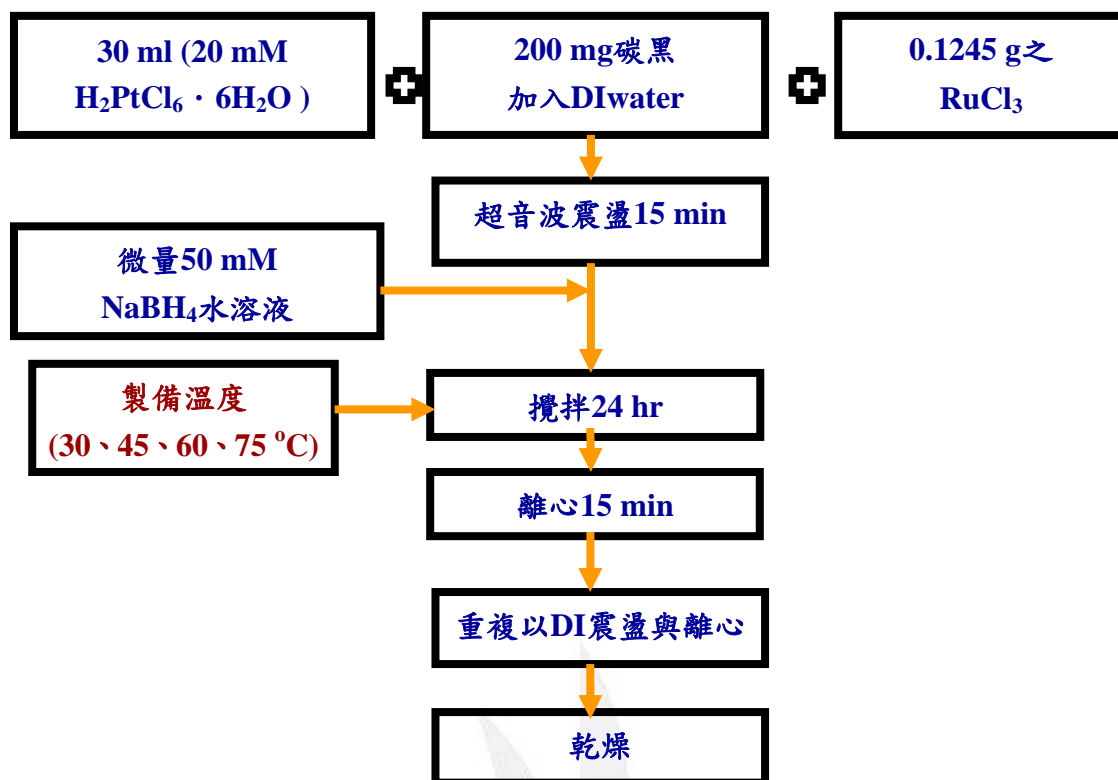 30 ml (20 mM
H₂PtCl₆．6H₂O )
200 mg碳黑
加入DIwater
0.1245 g之
RuCl₃
超音波震盪15 min
微量50 mM
NaBH₄水溶液
製備溫度
(30、45、60、75 ºC)
攪拌24 hr
離心15 min
重複以DI震盪與離心
乾燥